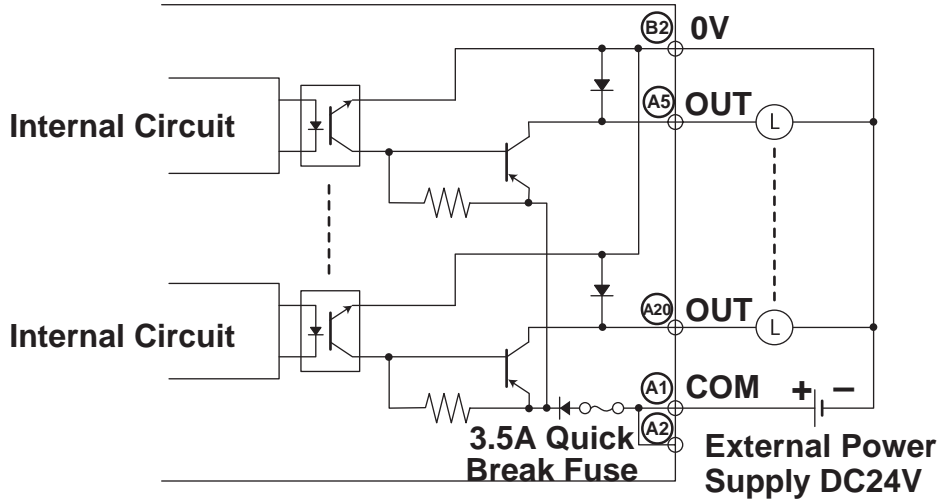 B2 0V
A5 OUT
Internal Circuit
L
A20 OUT
Internal Circuit
L
A1 COM
+ −
A2
3.5A Quick
Break Fuse
External Power
Supply DC24V